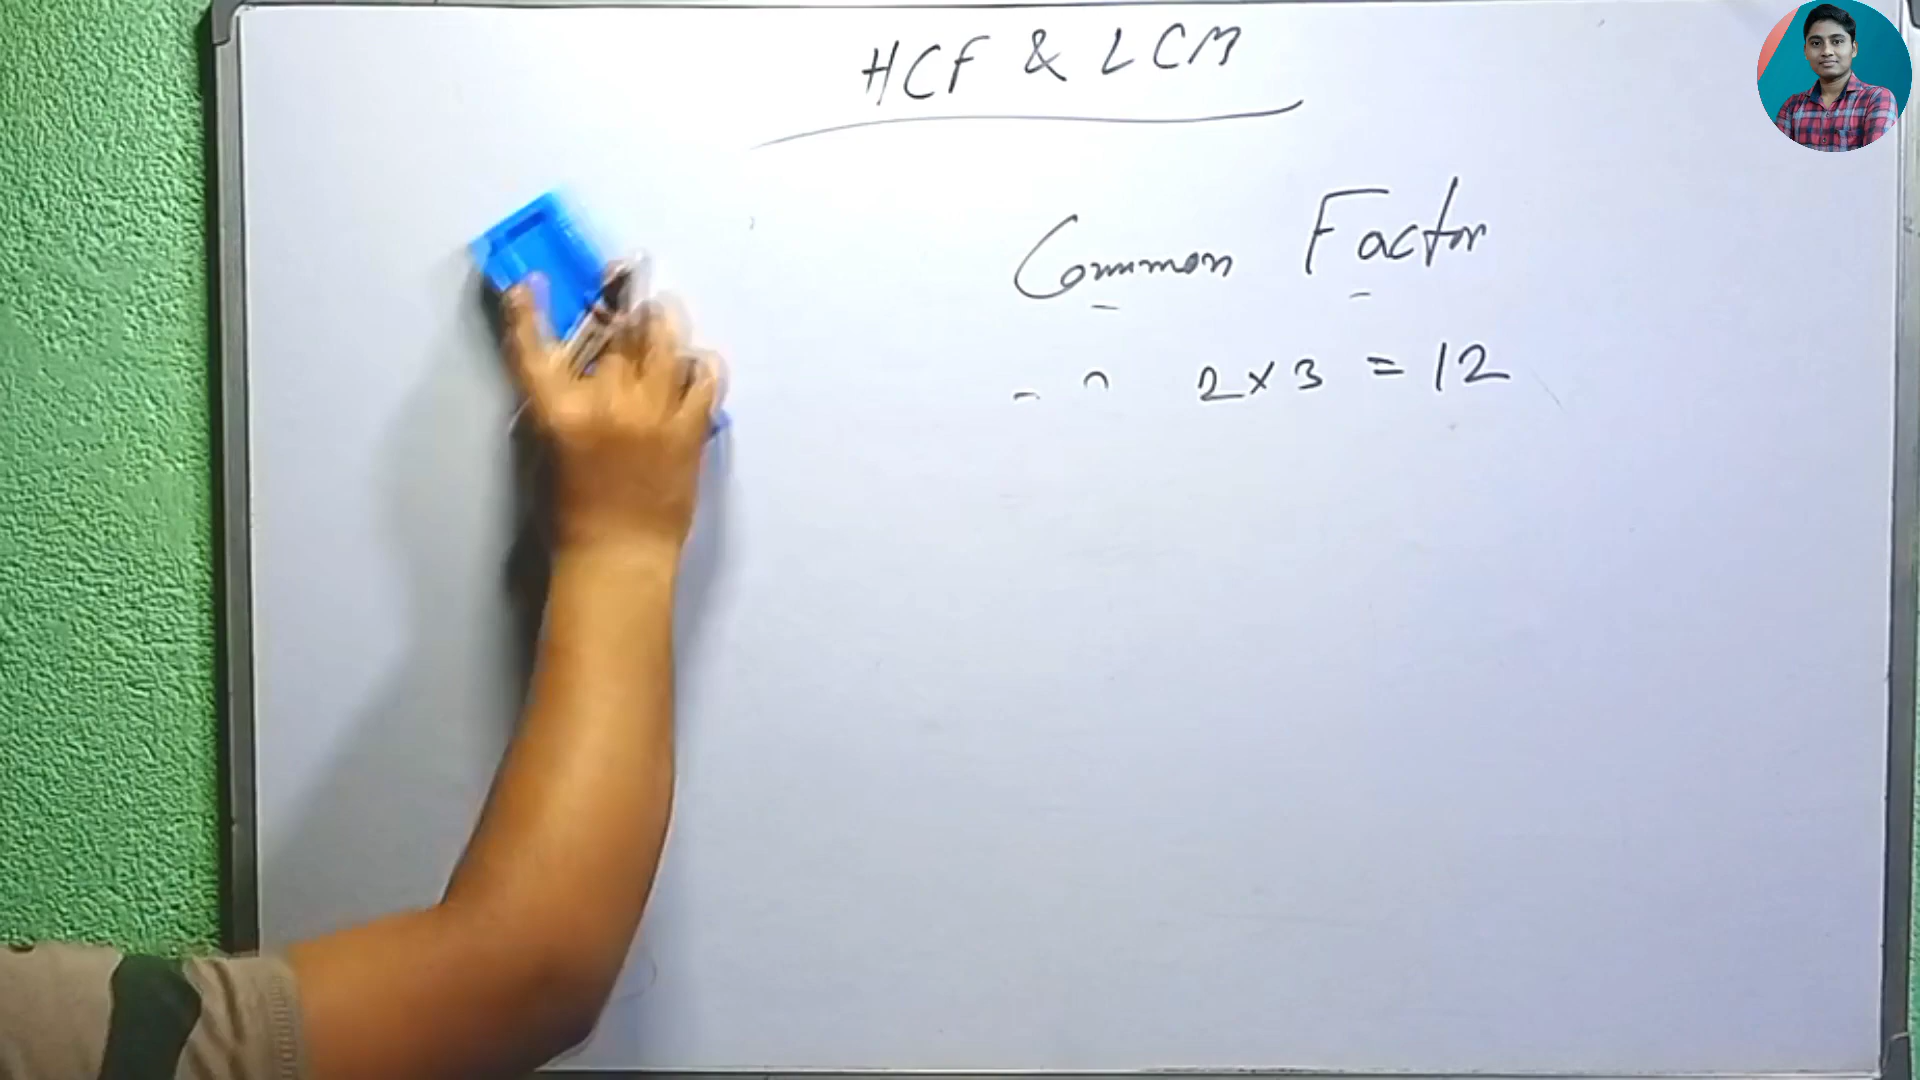 HCF & LCM
Common Factor
2 × 3 = 12